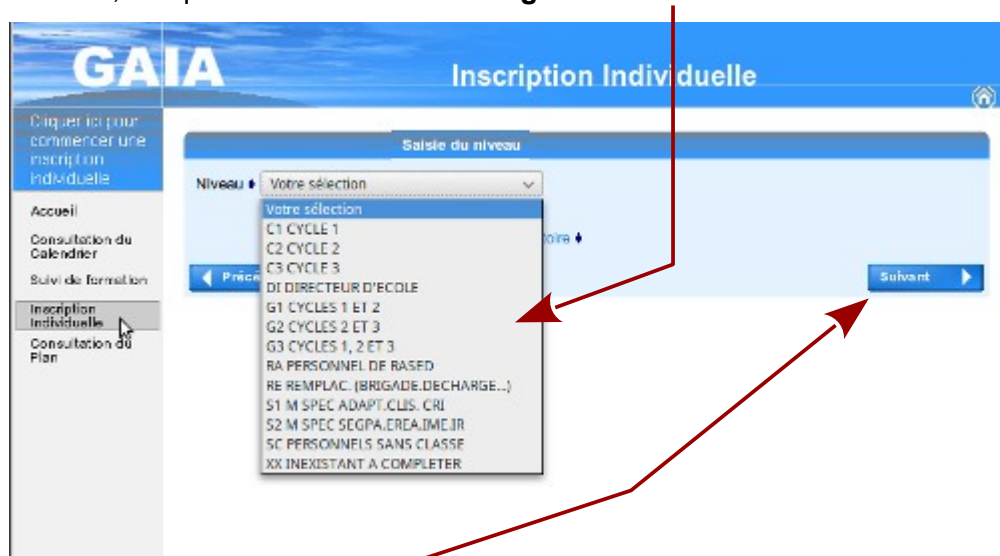 GAIA
Inscription Individuelle
Cliquer ici pour
commencer une
inscription
individuelle
Accueil
Consultation du
Calendrier
Suivi de formation
Inscription
Individuelle
Consultation du
Plan
Saisie du niveau
Niveau
Votre sélection
Votre sélection
C1 CYCLE 1
C2 CYCLE 2
C3 CYCLE 3
DI DIRECTEUR D'ECOLE
G1 CYCLES 1 ET 2
G2 CYCLES 2 ET 3
G3 CYCLES 1, 2 ET 3
RA PERSONNEL DE RASED
RE REMPLAC. (BRIGADE.DECHARGE...)
S1 M SPEC ADAPT.CLIS. CRI
S2 M SPEC SEGPA.EREA.IME.IR
SC PERSONNELS SANS CLASSE
XX INEXISTANT A COMPLETER
toire
Précé
Suivant